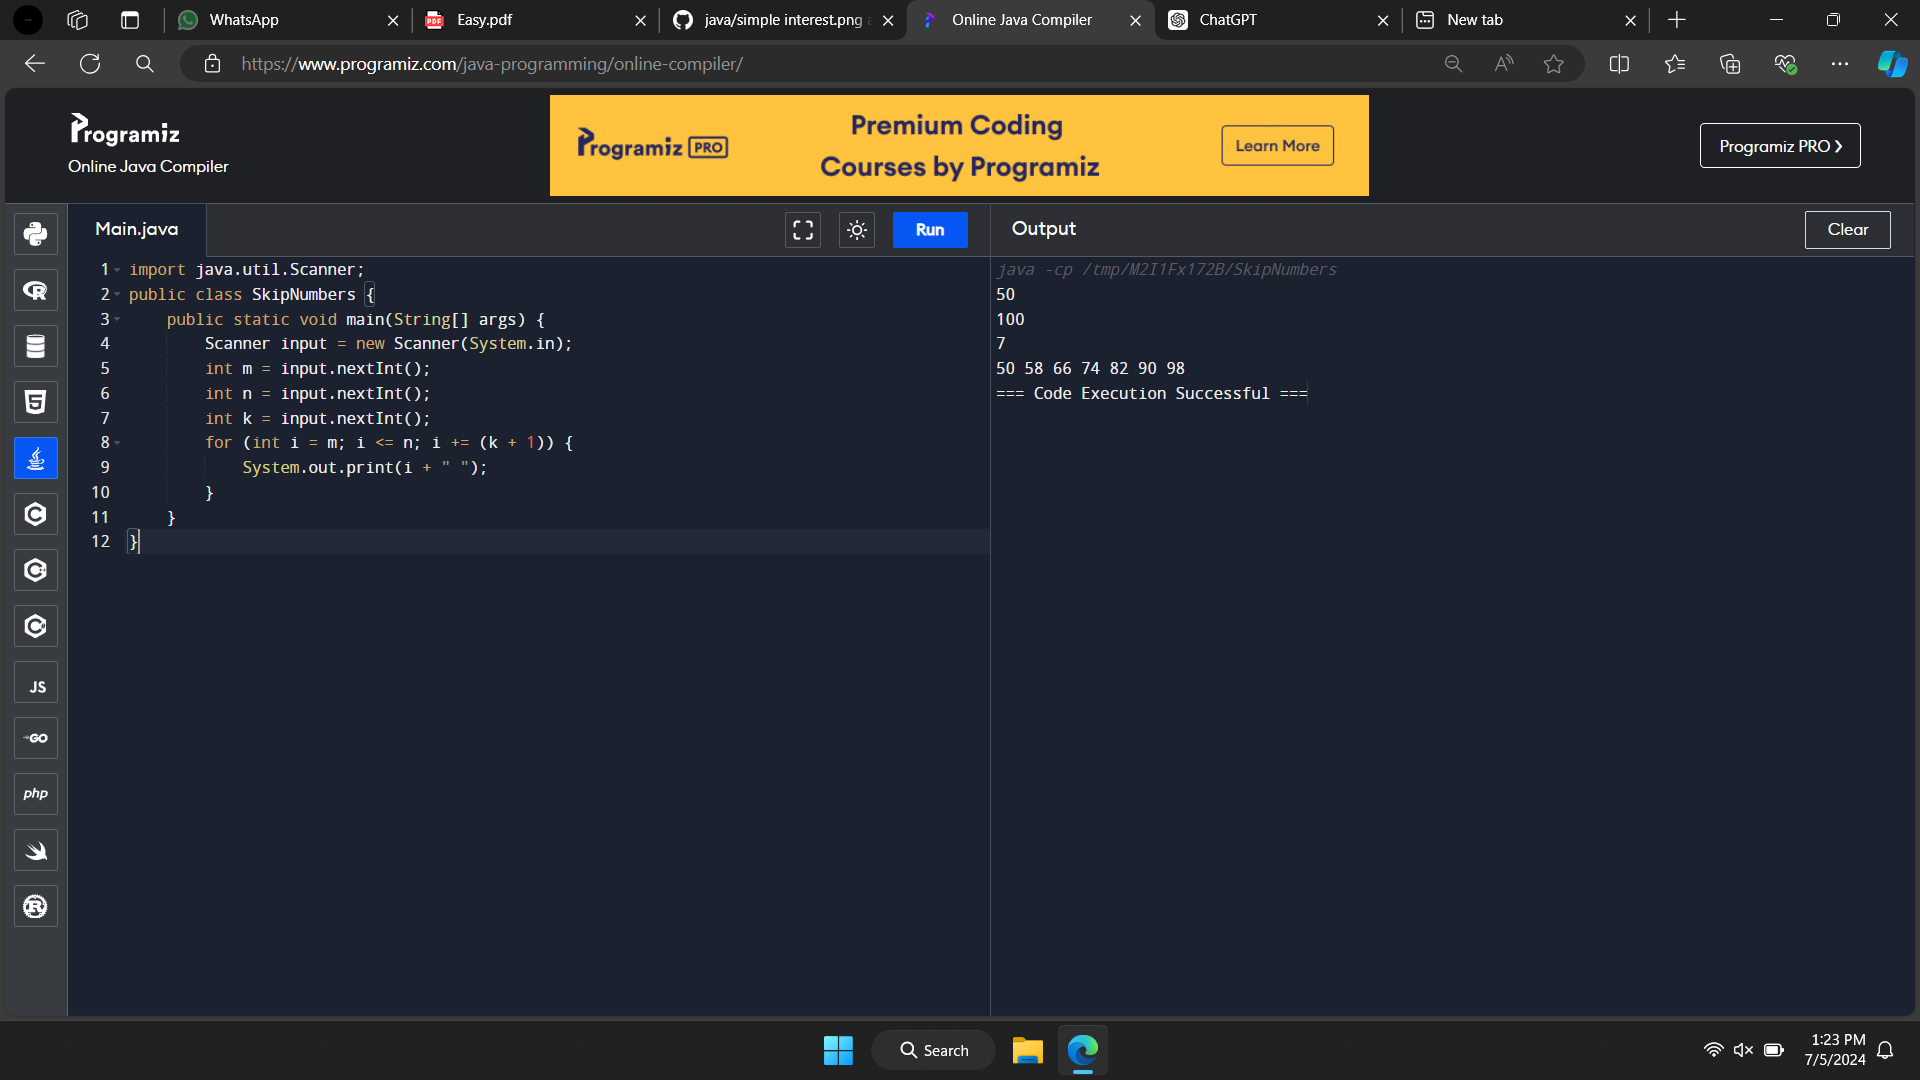 WhatsApp
Easy.pdf
java/simple interest.png
Online Java Compiler
ChatGPT
New tab
https://www.programiz.com/java-programming/online-compiler/
Programiz
Online Java Compiler
Programiz PRO
Premium Coding
Courses by Programiz
Learn More
Programiz PRO
Main.java
Run
Output
Clear
1 import java.util.Scanner;
2 public class SkipNumbers {
3 public static void main(String[] args) {
4 Scanner input = new Scanner(System.in);
5 int m = input.nextInt();
6 int n = input.nextInt();
7 int k = input.nextInt();
8 for (int i = m; i <= n; i += (k + 1)) {
9 System.out.print(i + " ");
10 }
11 }
12 }
java -cp /tmp/M2I1Fx172B/SkipNumbers
50
100
7
50 58 66 74 82 90 98
=== Code Execution Successful ===
JS
GO
php
Search
1:23 PM
7/5/2024